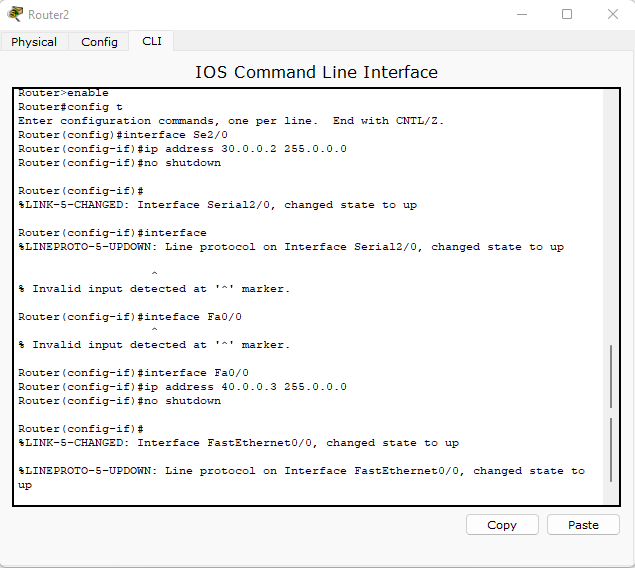 Router2
Physical Config CLI
IOS Command Line Interface
Router>enable
Router#config t
Enter configuration commands, one per line.  End with CNTL/Z.
Router(config)#interface Se2/0
Router(config-if)#ip address 30.0.0.2 255.0.0.0
Router(config-if)#no shutdown
Router(config-if)#
%LINK-5-CHANGED: Interface Serial2/0, changed state to up
Router(config-if)#interface
%LINEPROTO-5-UPDOWN: Line protocol on Interface Serial2/0, changed state to up
^
% Invalid input detected at '^' marker.
Router(config-if)#inteface Fa0/0
^
% Invalid input detected at '^' marker.
Router(config-if)#interface Fa0/0
Router(config-if)#ip address 40.0.0.3 255.0.0.0
Router(config-if)#no shutdown
Router(config-if)#
%LINK-5-CHANGED: Interface FastEthernet0/0, changed state to up
%LINEPROTO-5-UPDOWN: Line protocol on Interface FastEthernet0/0, changed state to
up
Copy Paste